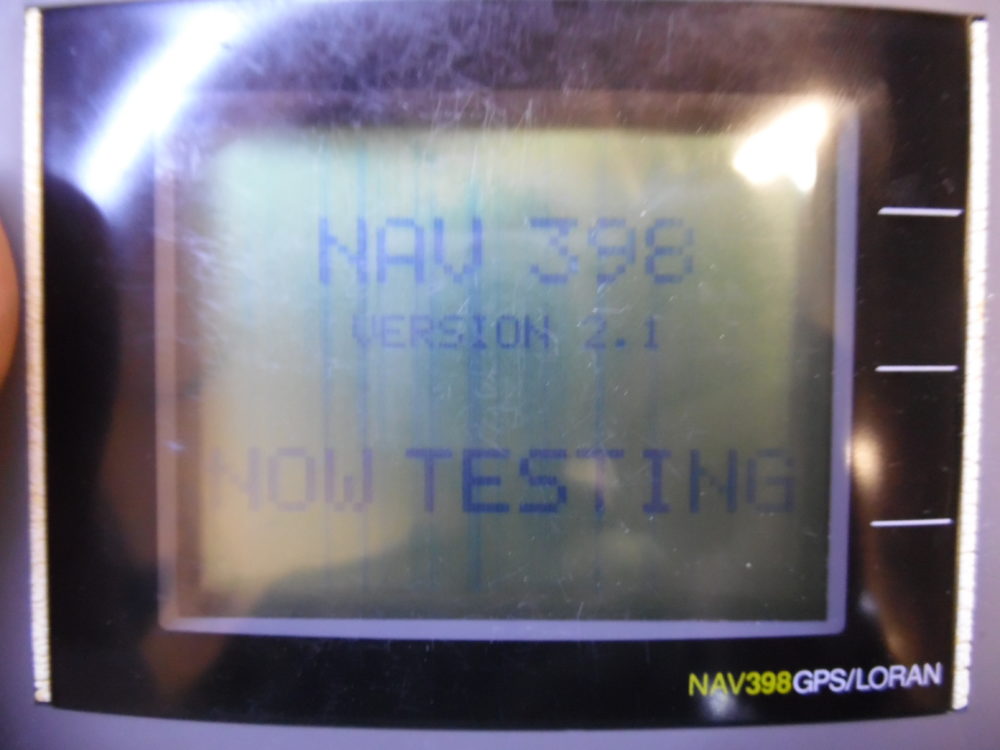 NAV 398
VERSION 2.1
NOW TESTING
NAV398GPS/LORAN